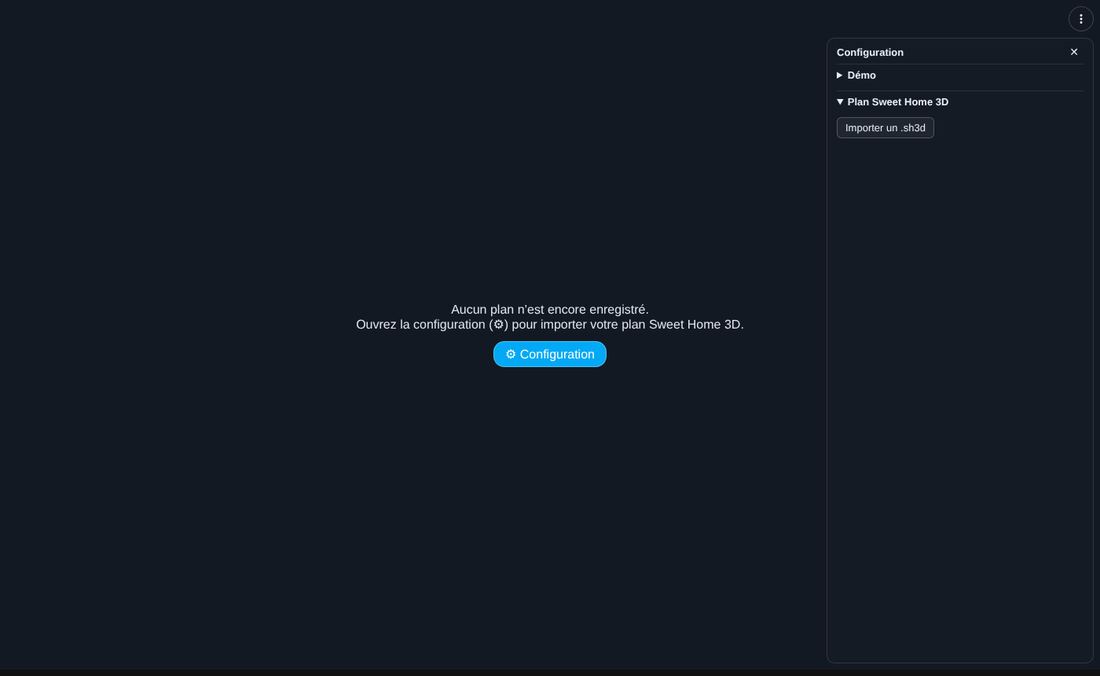 Configuration
Démo
Plan Sweet Home 3D
Importer un .sh3d
Aucun plan n’est encore enregistré.
Ouvrez la configuration (⚙) pour importer votre plan Sweet Home 3D.
⚙ Configuration